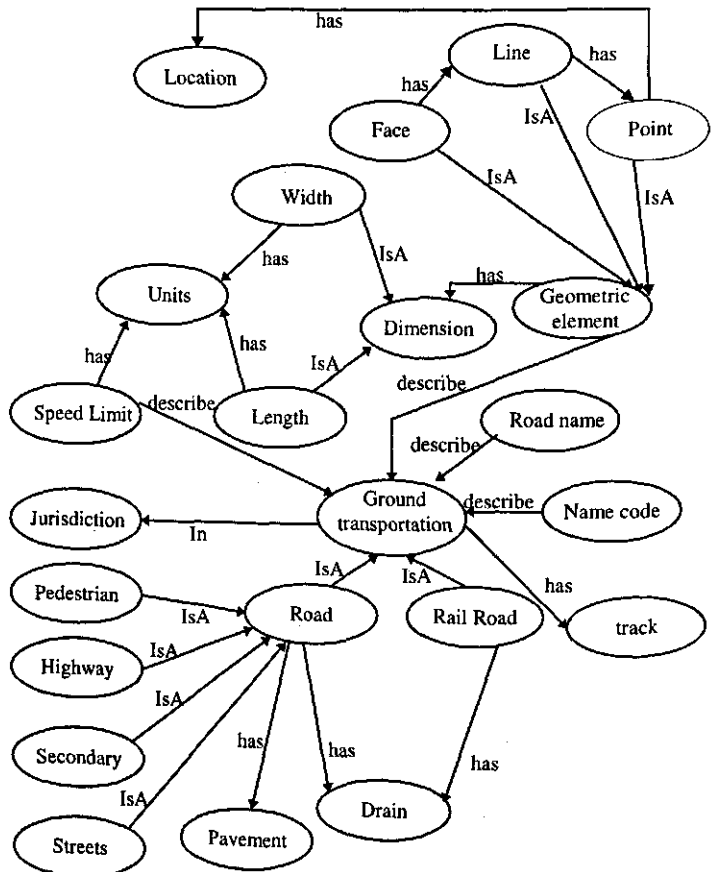 has
Location
Line
has
has
Face
IsA
Point
IsA
IsA
Width
has
IsA
Units
has
Geometric
element
Dimension
has
has
IsA
describe
Speed Limit
describe
Length
Road name
describe
Ground
transportation
describe
Name code
Jurisdiction
In
IsA
IsA
has
Pedestrian
IsA
Road
Rail Road
track
Highway
IsA
IsA
Secondary
has
has
has
IsA
Drain
Streets
Pavement